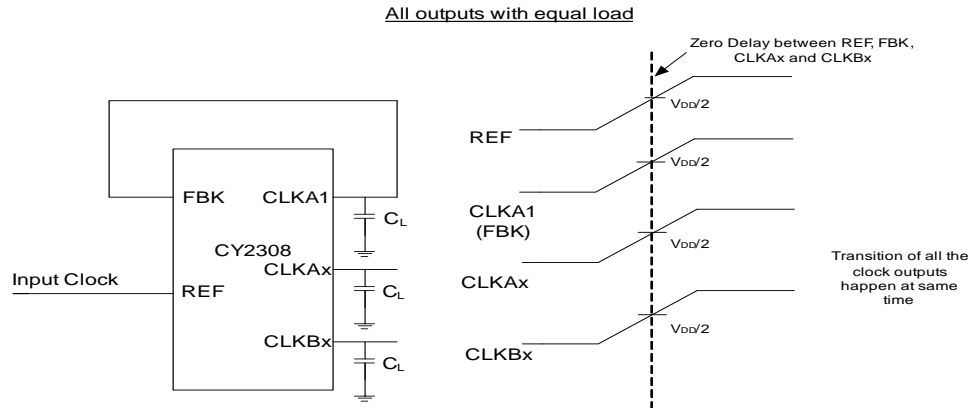 All outputs with equal load
Zero Delay between REF, FBK,
CLKAx and CLKBx
VDD/2
REF
FBK
CLKA1
VDD/2
CL
CLKA1
(FBK)
CY2308
CLKAx
VDD/2
Transition of all the
clock outputs
happen at same
time
Input Clock
REF
CL
CLKAx
CLKBx
VDD/2
CL
CLKBx